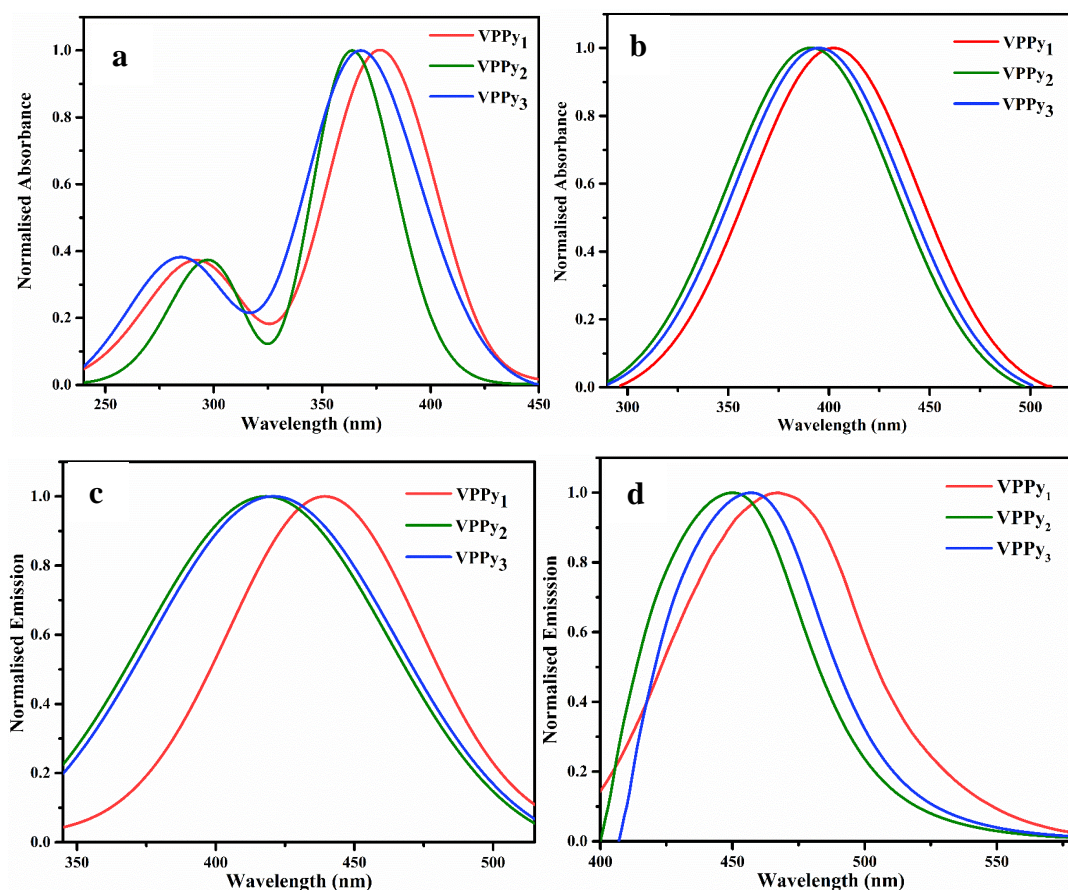 a
VPPy1
VPPy2
VPPy3
Normalised Absorbance
1.0
0.8
0.6
0.4
0.2
0.0
250
300
350
400
450
Wavelength (nm)
b
VPPy1
VPPy2
VPPy3
Normalised Absorbance
1.0
0.8
0.6
0.4
0.2
0.0
300
350
400
450
500
Wavelength (nm)
c
VPPy1
VPPy2
VPPy3
Normalised Emission
1.0
0.8
0.6
0.4
0.2
0.0
350
400
450
500
Wavelength (nm)
d
VPPy1
VPPy2
VPPy3
Normalised Emisssion
1.0
0.8
0.6
0.4
0.2
0.0
400
450
500
550
Wavelength (nm)